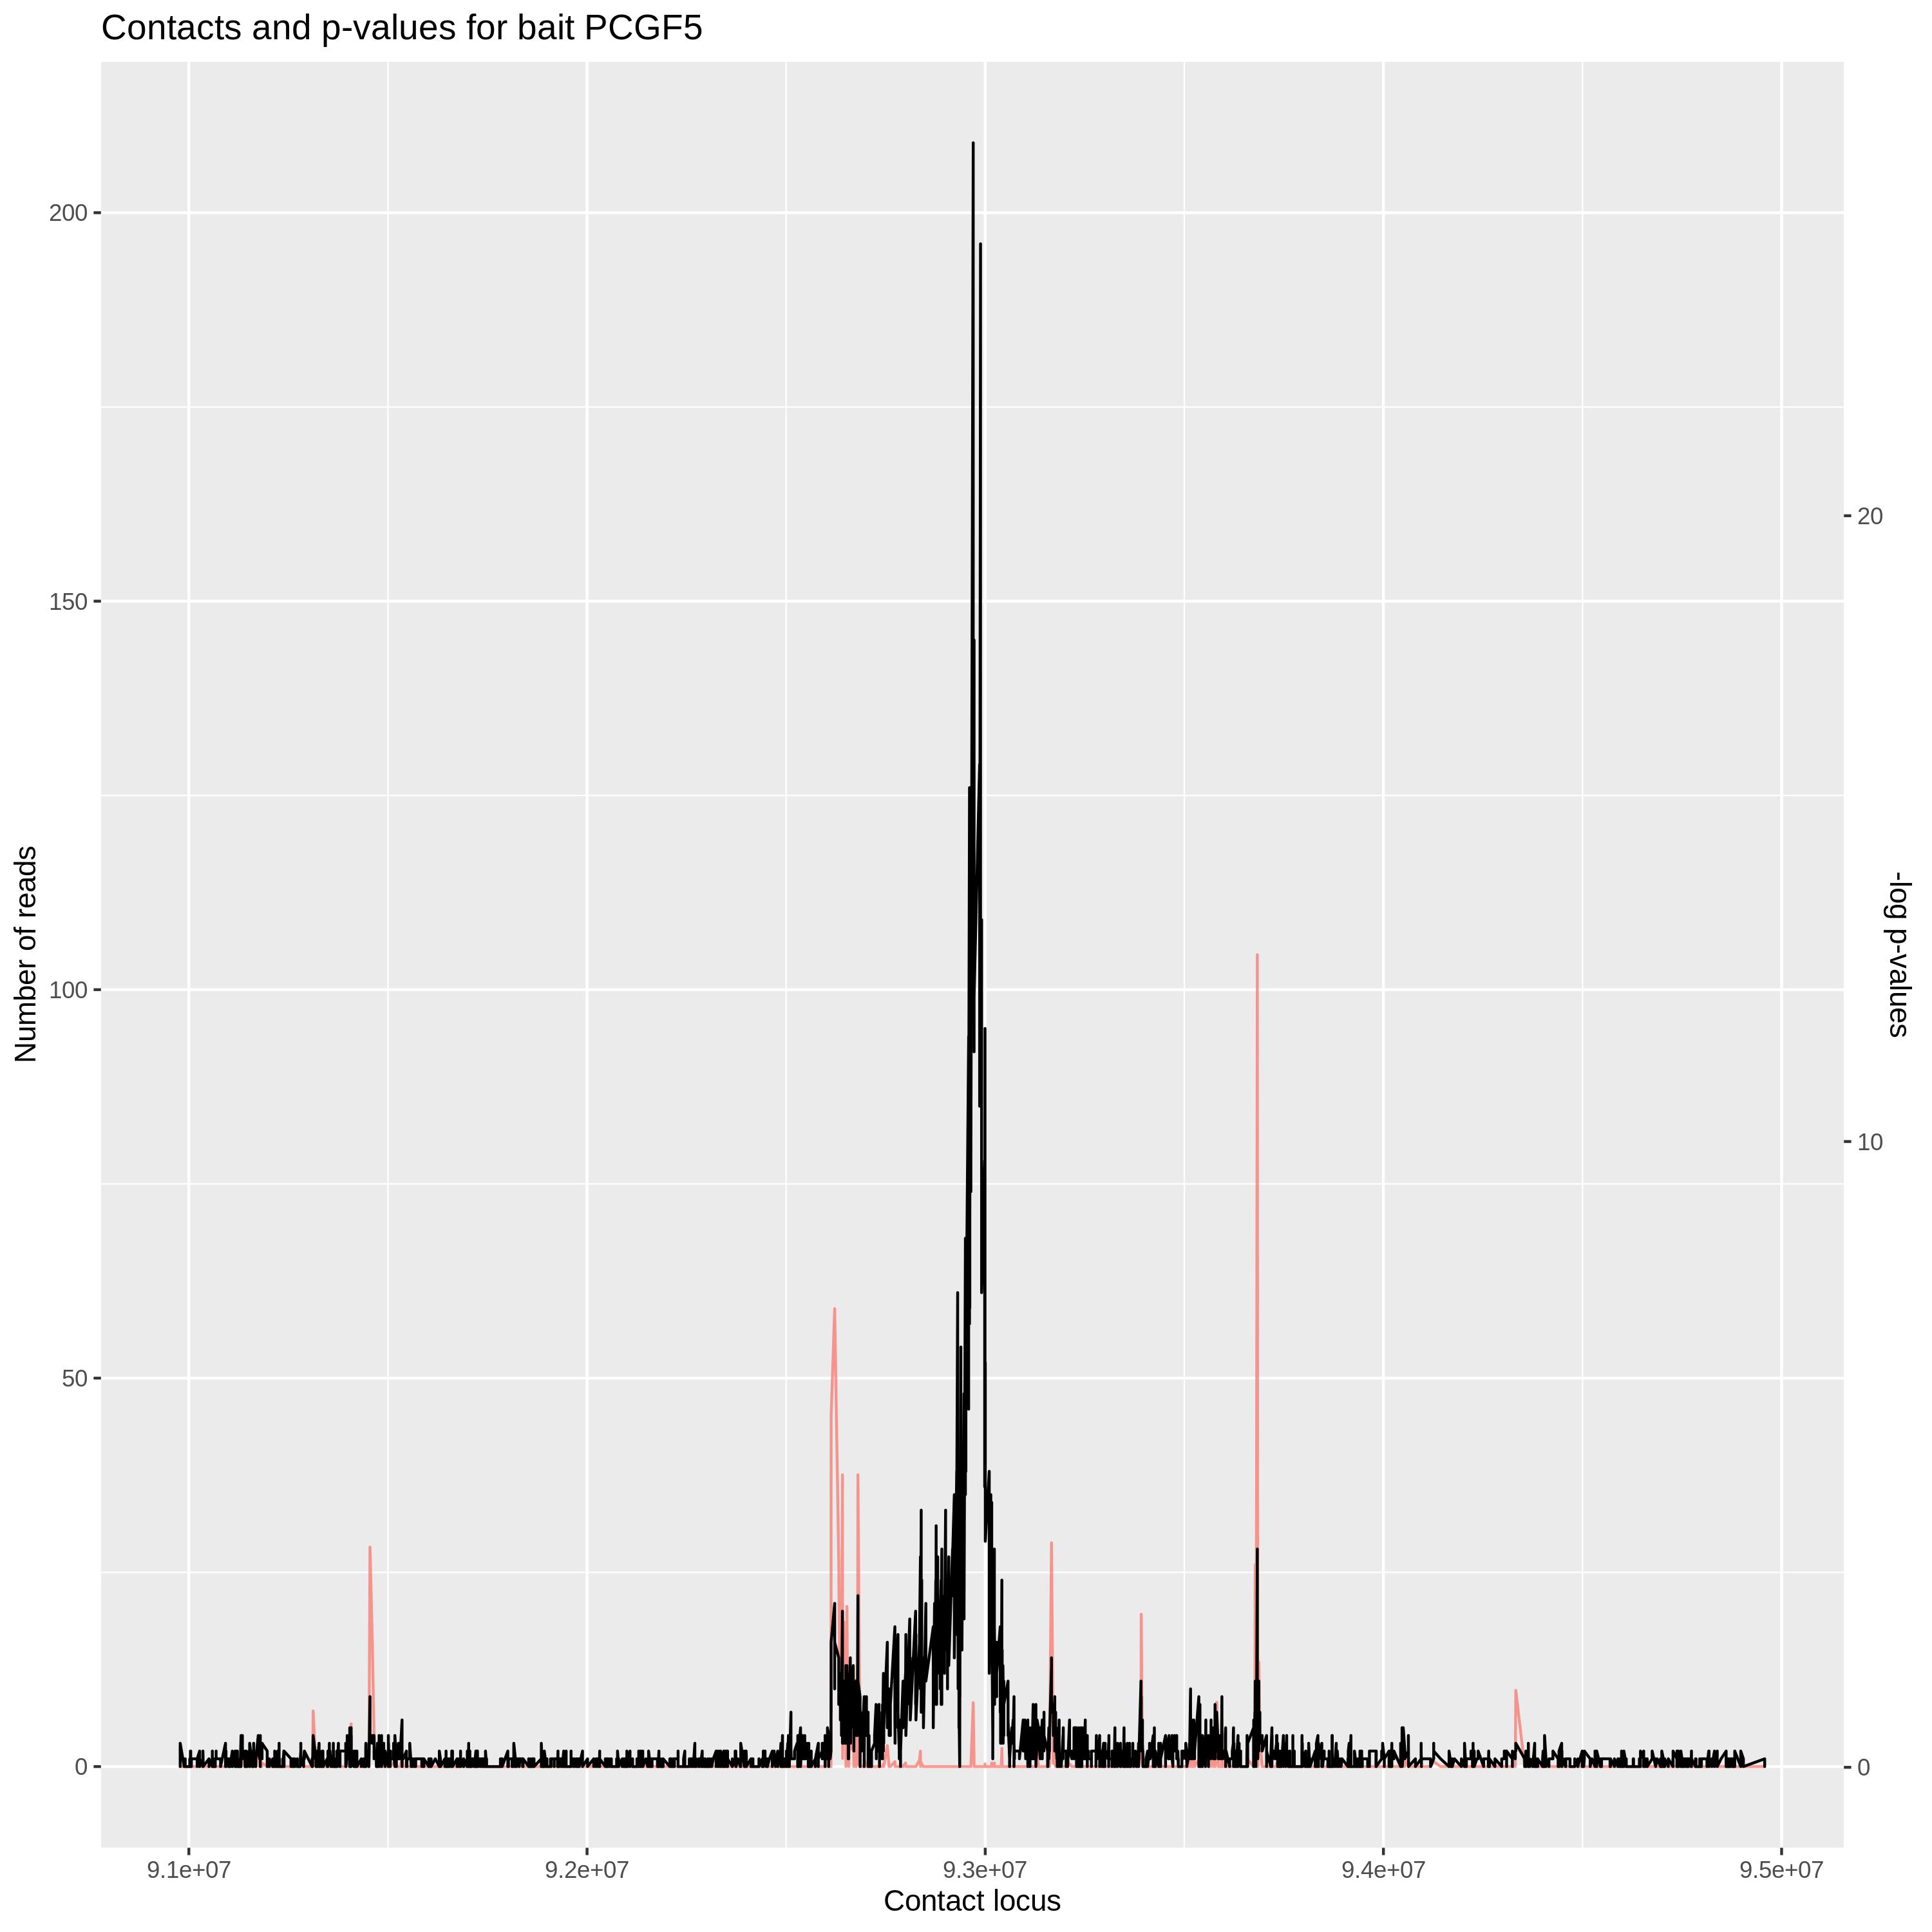 Contacts and p-values for bait PCGF5
200
150
100
50
0
Number of reads
20
10
0
-log p-values
9.1e+07 9.2e+07 9.3e+07 9.4e+07 9.5e+07
Contact locus